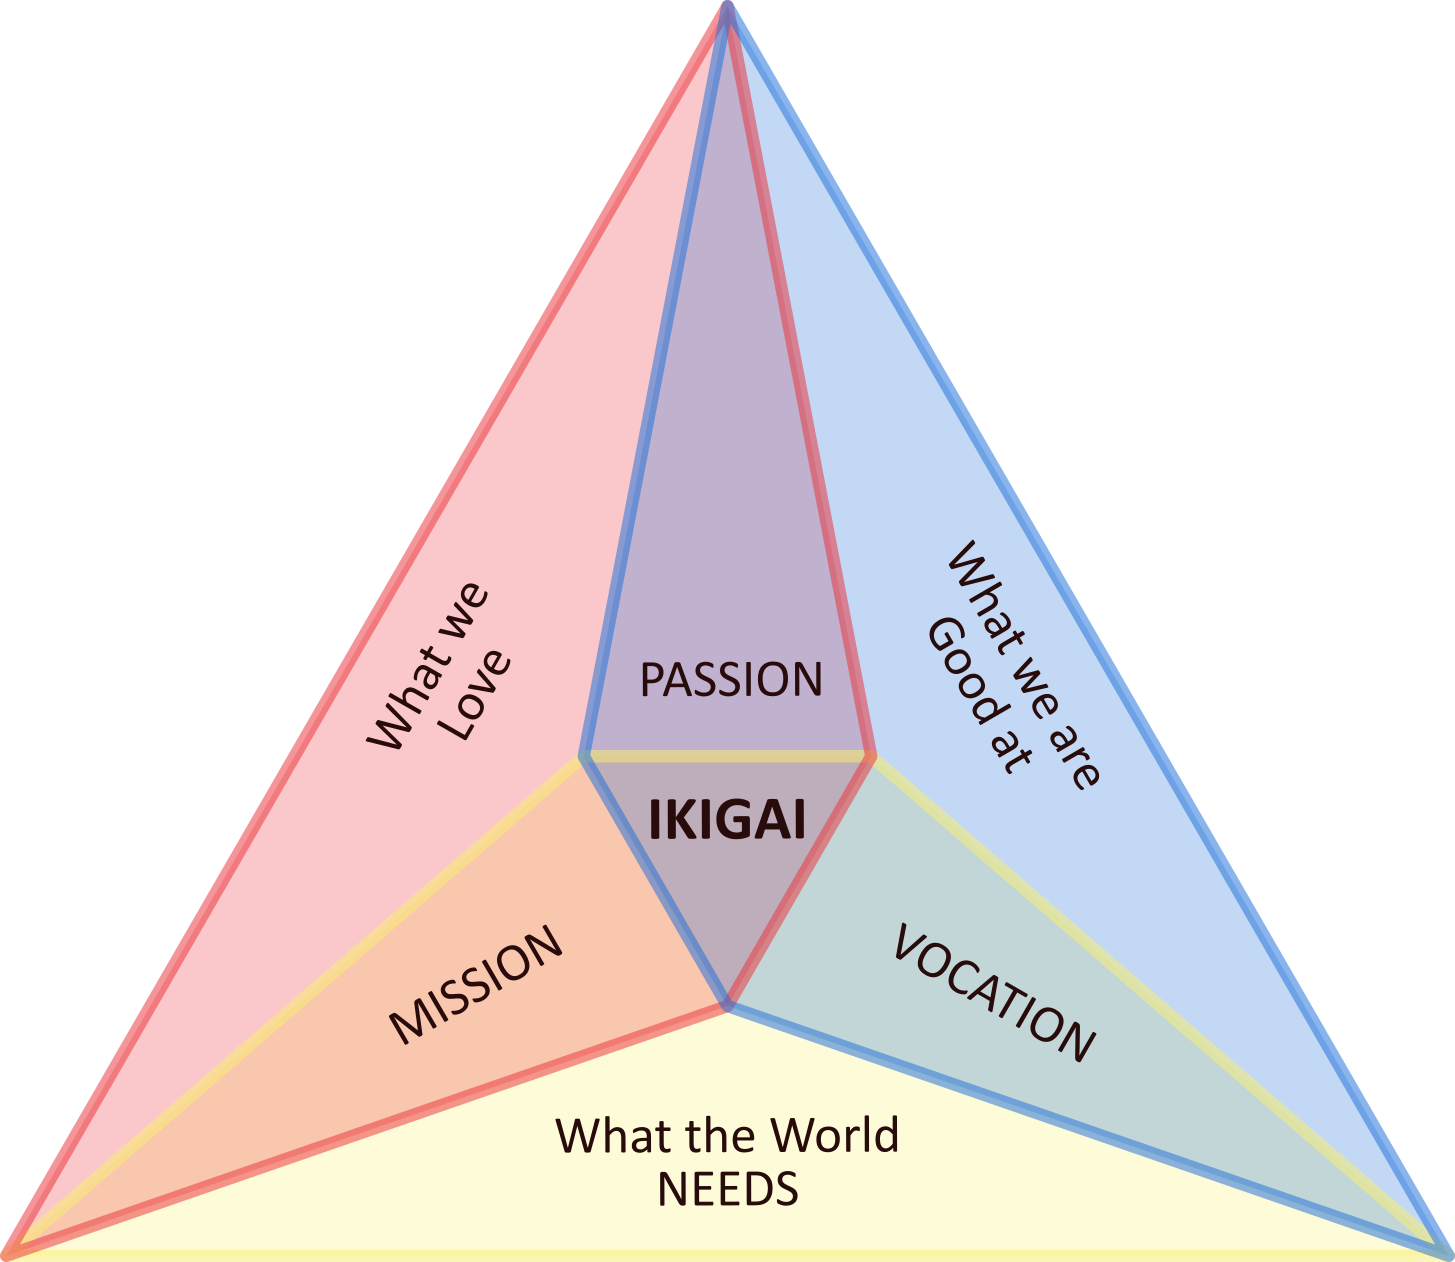 What we
Love
PASSION
What we are
Good at
IKIGAI
MISSION
VOCATION
What the World
NEEDS